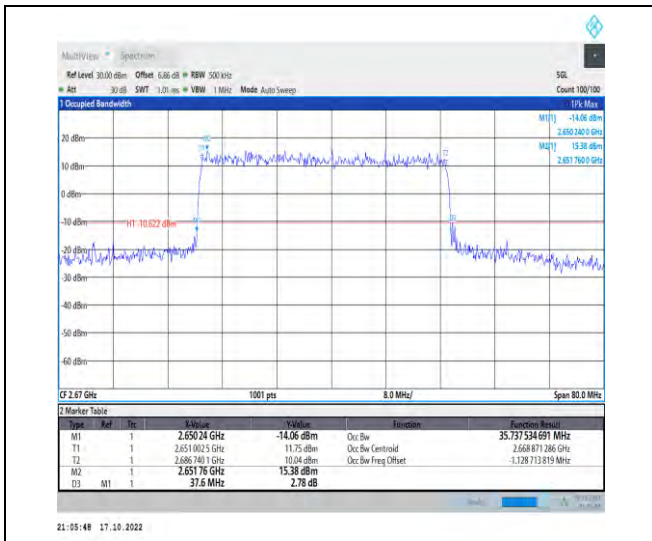 MultiView Spectrum
Ref Level 30.00 dBm Offset 6.86 dB RBW 500 kHz SGL
Att 30 dB SWT 1.01 ms VBW 1 MHz Mode Auto Sweep Count 100/100
1 Occupied Bandwidth 1Pk Max
M1[1] -14.06 dBm
2.650 240 0 GHz
M2[1] 15.38 dBm
2.651 760 0 GHz
20 dBm
10 dBm
0 dBm
-10 dBm
H1 -10.622 dBm
-20 dBm
-30 dBm
-40 dBm
-50 dBm
-60 dBm
CF 2.67 GHz 1001 pts 8.0 MHz/ Span 80.0 MHz
2 Marker Table
Type Ref Trc X-Value Y-Value Function Function Result
M1 1 2.650 24 GHz -14.06 dBm Occ Bw 35.737 534 691 MHz
T1 1 2.651 002 5 GHz 11.75 dBm Occ Bw Centroid 2.668 871 286 GHz
T2 1 2.686 740 1 GHz 10.04 dBm Occ Bw Freq Offset -1.128 713 819 MHz
M2 1 2.651 76 GHz 15.38 dBm
D3 M1 1 37.6 MHz 2.78 dB
21:05:48 17.10.2022